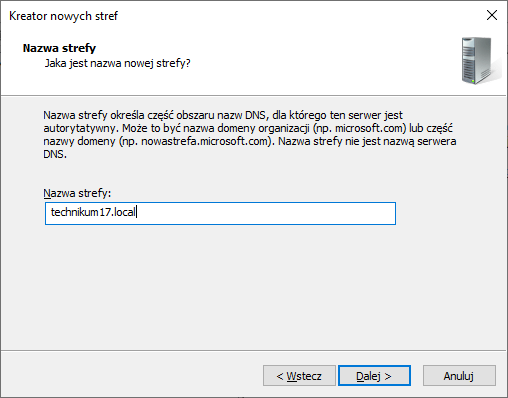 Kreator nowych stref
Nazwa strefy
Jaka jest nazwa nowej strefy?
Nazwa strefy określa część obszaru nazw DNS, dla którego ten serwer jest
autorytatywny. Może to być nazwa domeny organizacji (np. microsoft.com) lub część
nazwy domeny (np. nowastrefa.microsoft.com). Nazwa strefy nie jest nazwą serwera
DNS.
Nazwa strefy:
technikum17.local
< Wstecz
Dalej >
Anuluj